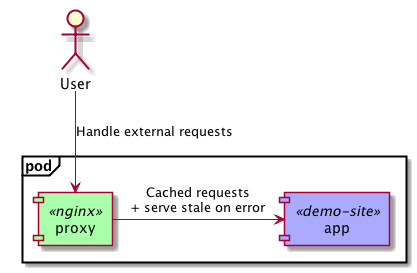 User
Handle external requests
pod
«nginx»
proxy
Cached requests
+ serve stale on error
«demo-site»
app